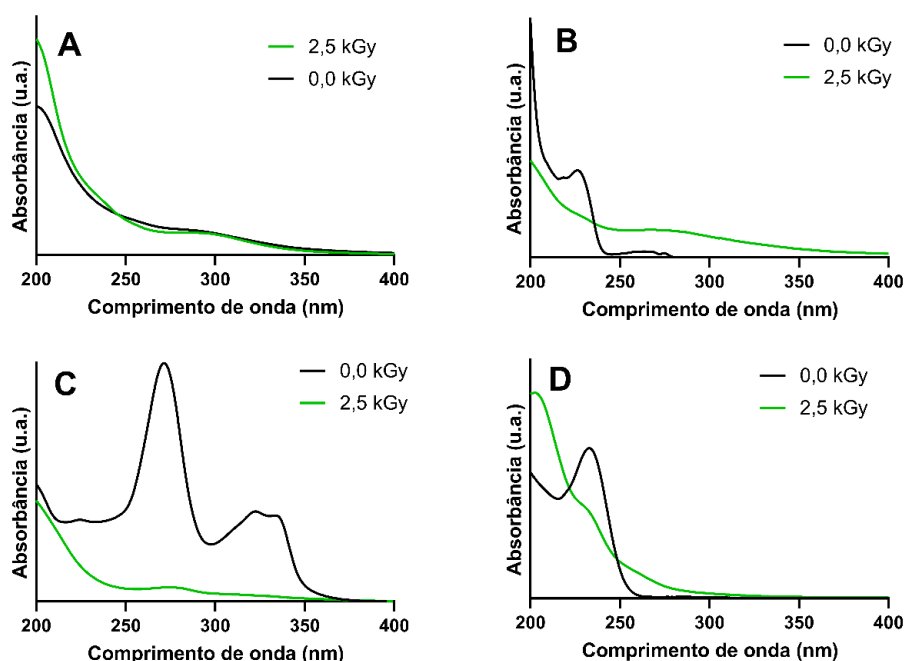 A
2,5 kGy
0,0 kGy
Absorbância (u.a.)
200 250 300 350 400
Comprimento de onda (nm)
B
0,0 kGy
2,5 kGy
Absorbância (u.a.)
200 250 300 350 400
Comprimento de onda (nm)
C
0,0 kGy
2,5 kGy
Absorbância (u.a.)
200 250 300 350 400
Comprimento de onda (nm)
D
0,0 kGy
2,5 kGy
Absorbância (u.a.)
200 250 300 350 400
Comprimento de onda (nm)